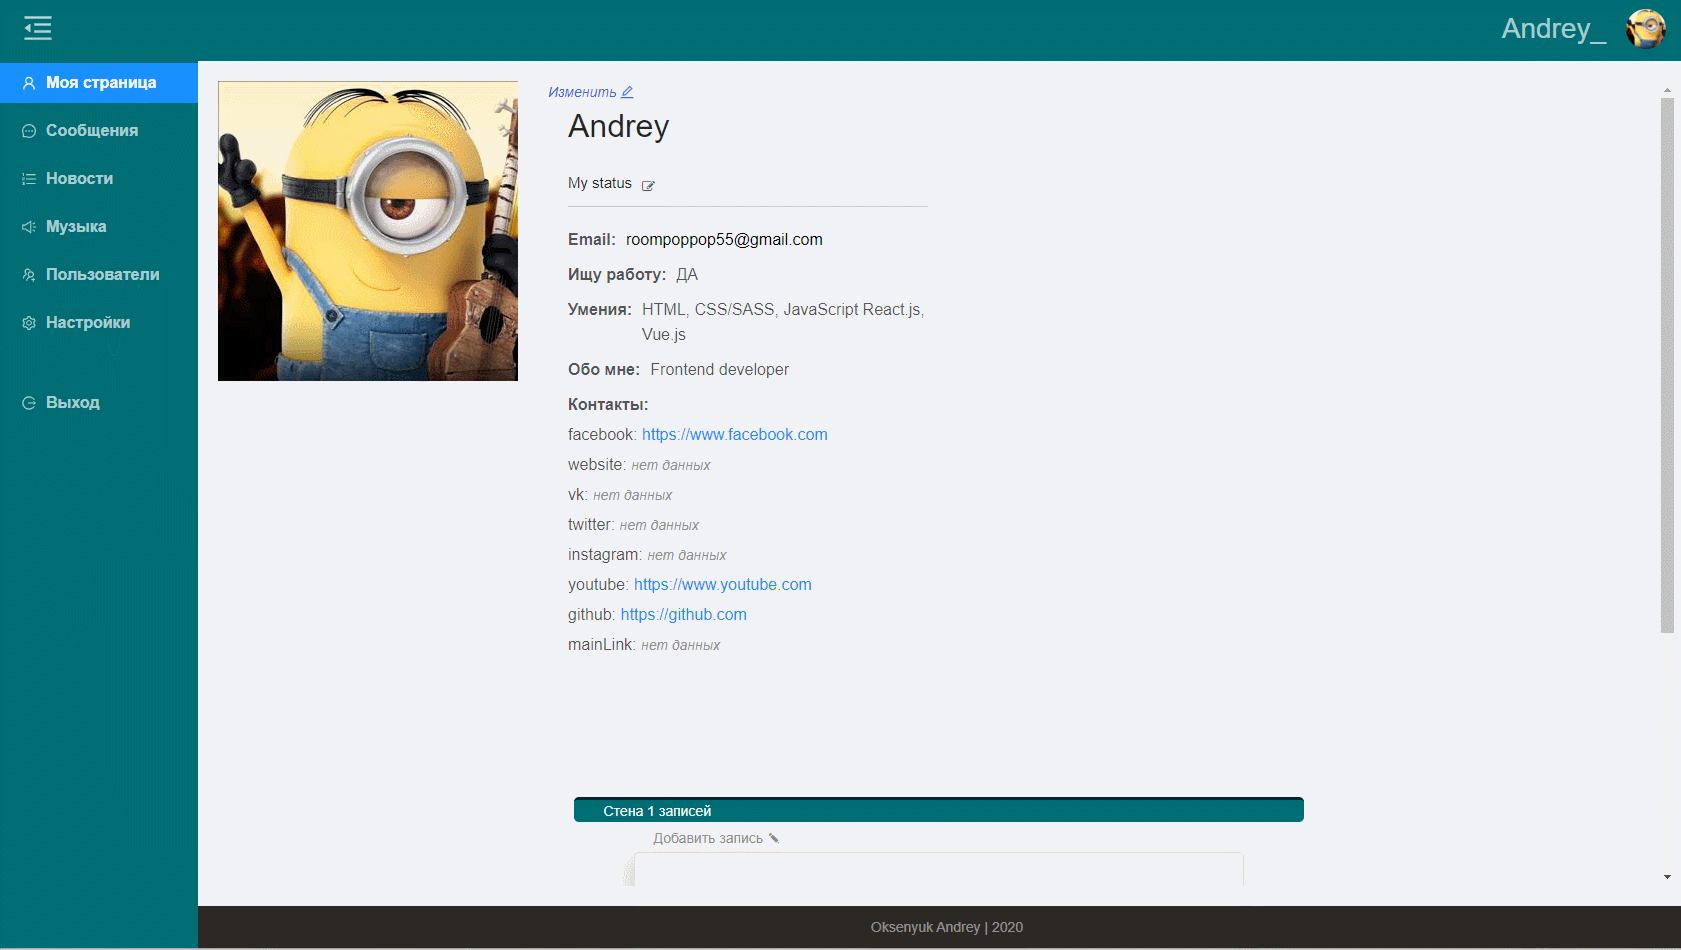 Andrey_
Моя страница
Сообщения
Новости
Музыка
Пользователи
Настройки
Выход
Изменить
Andrey
My status
Email: roompoppop55@gmail.com
Ищу работу: ДА
Умения: HTML, CSS/SASS, JavaScript React.js,
Vue.js
Обо мне: Frontend developer
Контакты:
facebook: https://www.facebook.com
website: нет данных
vk: нет данных
twitter: нет данных
instagram: нет данных
youtube: https://www.youtube.com
github: https://github.com
mainLink: нет данных
Стена 1 записей
Добавить запись
Oksenyuk Andrey | 2020